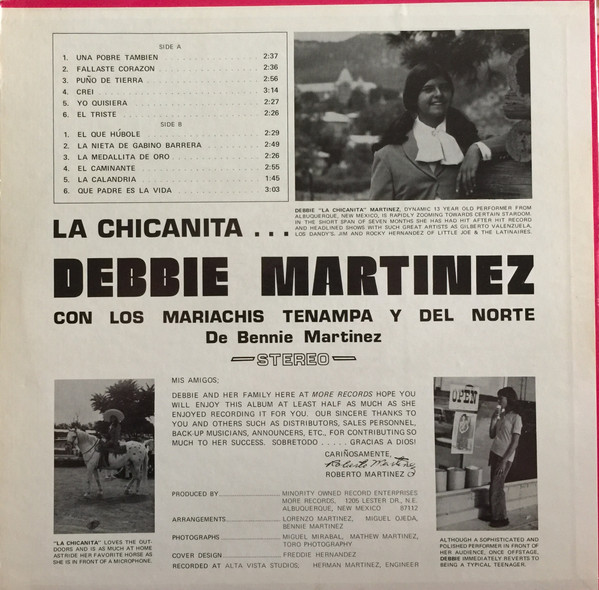 SIDE A
1. UNA POBRE TAMBIEN 2:37
2. FALLASTE CORAZON 2:36
3. PUÑO DE TIERRA 2:56
4. CREI 3:14
5. YO QUISIERA 2:27
6. EL TRISTE 2:26
SIDE B
1. EL QUE HÚBOLE 2:29
2. LA NIETA DE GABINO BARRERA 2:49
3. LA MEDALLITA DE ORO 2:26
4. EL CAMINANTE 2:55
5. LA CALANDRIA 1:45
6. QUE PADRE ES LA VIDA 3:03
DEBBIE "LA CHICANITA" MARTINEZ, DYNAMIC 13 YEAR OLD PERFORMER FROM
ALBUQUERQUE, NEW MEXICO, IS RAPIDLY ZOOMING TOWARDS CERTAIN STARDOM.
IN THE SHORT SPAN OF SEVEN MONTHS SHE HAS HAD HIT AFTER HIT RECORD
AND HEADLINED SHOWS WITH SUCH GREAT ARTISTS AS GILBERTO VALENZUELA,
LOS DANDY'S, JIM AND ROCKY HERNANDEZ OF LITTLE JOE & THE LATINAIRES.
LA CHICANITA ...
DEBBIE MARTINEZ
CON LOS MARIACHIS TENAMPA Y DEL NORTE
De Bennie Martinez
STEREO
MIS AMIGOS;
DEBBIE AND HER FAMILY HERE AT MORE RECORDS HOPE YOU
WILL ENJOY THIS ALBUM AT LEAST HALF AS MUCH AS SHE
ENJOYED RECORDING IT FOR YOU. OUR SINCERE THANKS TO
YOU AND OTHERS SUCH AS DISTRIBUTORS, SALES PERSONNEL,
BACK-UP MUSICIANS, ANNOUNCERS, ETC., FOR CONTRIBUTING SO
MUCH TO HER SUCCESS. SOBRETODO ..... GRACIAS A DIOS!
CARIÑOSAMENTE,
Roberto Martinez
ROBERTO MARTINEZ
OPEN
PRODUCED BY MINORITY OWNED RECORD ENTERPRISES
MORE RECORDS, 1205 LESTER DR., N.E.
ALBUQUERQUE, NEW MEXICO 87112
ARRANGEMENTS LORENZO MARTINEZ, MIGUEL OJEDA,
BENNIE MARTINEZ
PHOTOGRAPHS MIGUEL MIRABAL, MATHEW MARTINEZ,
TORO PHOTOGRAPHY
COVER DESIGN FREDDIE HERNANDEZ
RECORDED AT ALTA VISTA STUDIOS; HERMAN MARTINEZ, ENGINEER
"LA CHICANITA" LOVES THE OUT-
DOORS AND IS AS MUCH AT HOME
ASTRIDE HER FAVORITE HORSE AS
SHE IS IN FRONT OF A MICROPHONE.
ALTHOUGH A SOPHISTICATED AND
POLISHED PERFORMER IN FRONT OF
HER AUDIENCE, ONCE OFFSTAGE,
DEBBIE IMMEDIATELY REVERTS TO
BEING A TYPICAL TEENAGER.